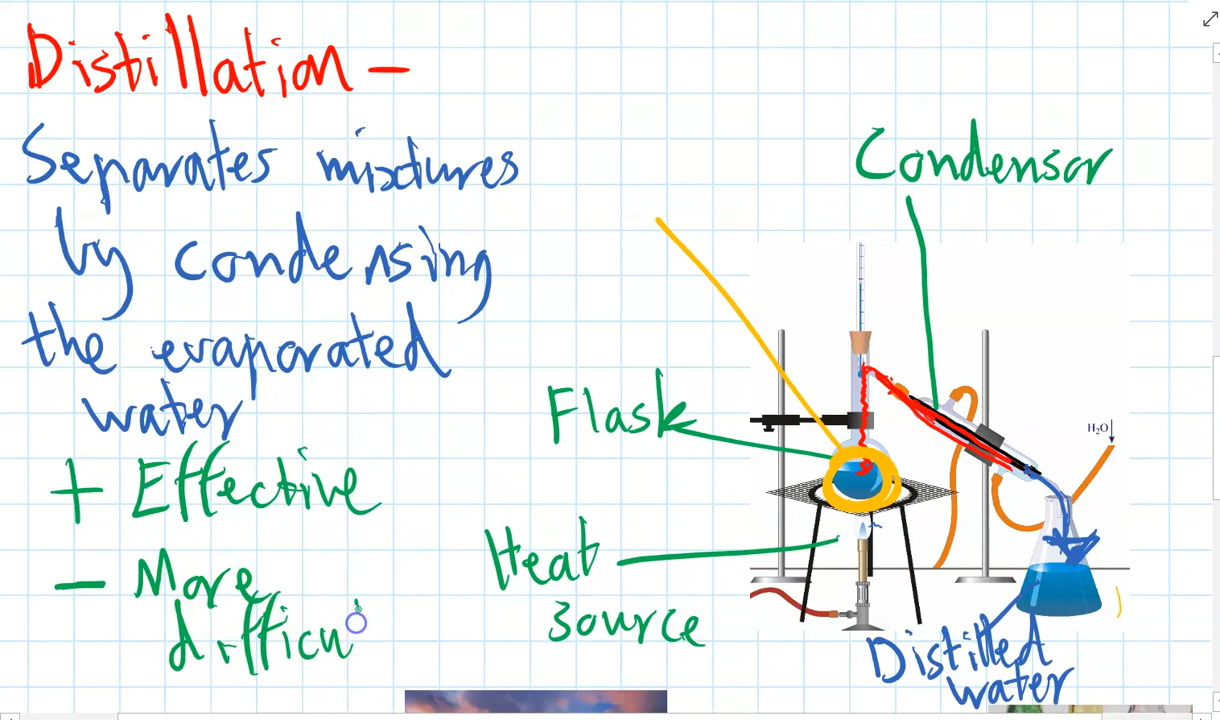 Distillation -
Separates mixtures
by condensing
the evaporated
water
+ Effective
- More
difficu
Condensor
Flask
H₂O
Heat
source
Distilled
water